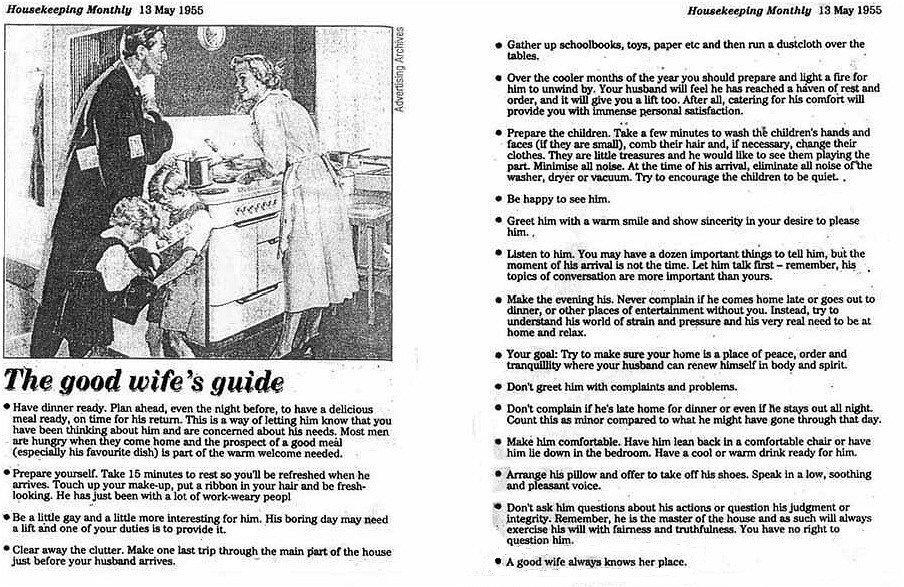 Housekeeping Monthly 13 May 1955
Advertising Archives
The good wife's guide
• Have dinner ready. Plan ahead, even the night before, to have a delicious
meal ready, on time for his return. This is a way of letting him know that you
have been thinking about him and are concerned about his needs. Most men
are hungry when they come home and the prospect of a good meal
(especially his favourite dish) is part of the warm welcome needed.
• Prepare yourself. Take 15 minutes to rest so you'll be refreshed when he
arrives. Touch up your make-up, put a ribbon in your hair and be fresh-
looking. He has just been with a lot of work-weary peopl
• Be a little gay and a little more interesting for him. His boring day may need
a lift and one of your duties is to provide it.
• Clear away the clutter. Make one last trip through the main part of the house
just before your husband arrives.
Housekeeping Monthly 13 May 1955
• Gather up schoolbooks, toys, paper etc and then run a dustcloth over the
tables.
• Over the cooler months of the year you should prepare and light a fire for
him to unwind by. Your husband will feel he has reached a haven of rest and
order, and it will give you a lift too. After all, catering for his comfort will
provide you with immense personal satisfaction.
• Prepare the children. Take a few minutes to wash the children's hands and
faces (if they are small), comb their hair and, if necessary, change their
clothes. They are little treasures and he would like to see them playing the
part. Minimise all noise. At the time of his arrival, eliminate all noise of the
washer, dryer or vacuum. Try to encourage the children to be quiet.
• Be happy to see him.
• Greet him with a warm smile and show sincerity in your desire to please
him.
• Listen to him. You may have a dozen important things to tell him, but the
moment of his arrival is not the time. Let him talk first – remember, his
topics of conversation are more important than yours.
• Make the evening his. Never complain if he comes home late or goes out to
dinner, or other places of entertainment without you. Instead, try to
understand his world of strain and pressure and his very real need to be at
home and relax.
• Your goal: Try to make sure your home is a place of peace, order and
tranquillity where your husband can renew himself in body and spirit.
• Don't greet him with complaints and problems.
• Don't complain if he's late home for dinner or even if he stays out all night.
Count this as minor compared to what he might have gone through that day.
• Make him comfortable. Have him lean back in a comfortable chair or have
him lie down in the bedroom. Have a cool or warm drink ready for him.
• Arrange his pillow and offer to take off his shoes. Speak in a low, soothing
and pleasant voice.
• Don't ask him questions about his actions or question his judgment or
integrity. Remember, he is the master of the house and as such will always
exercise his will with fairness and truthfulness. You have no right to
question him.
• A good wife always knows her place.